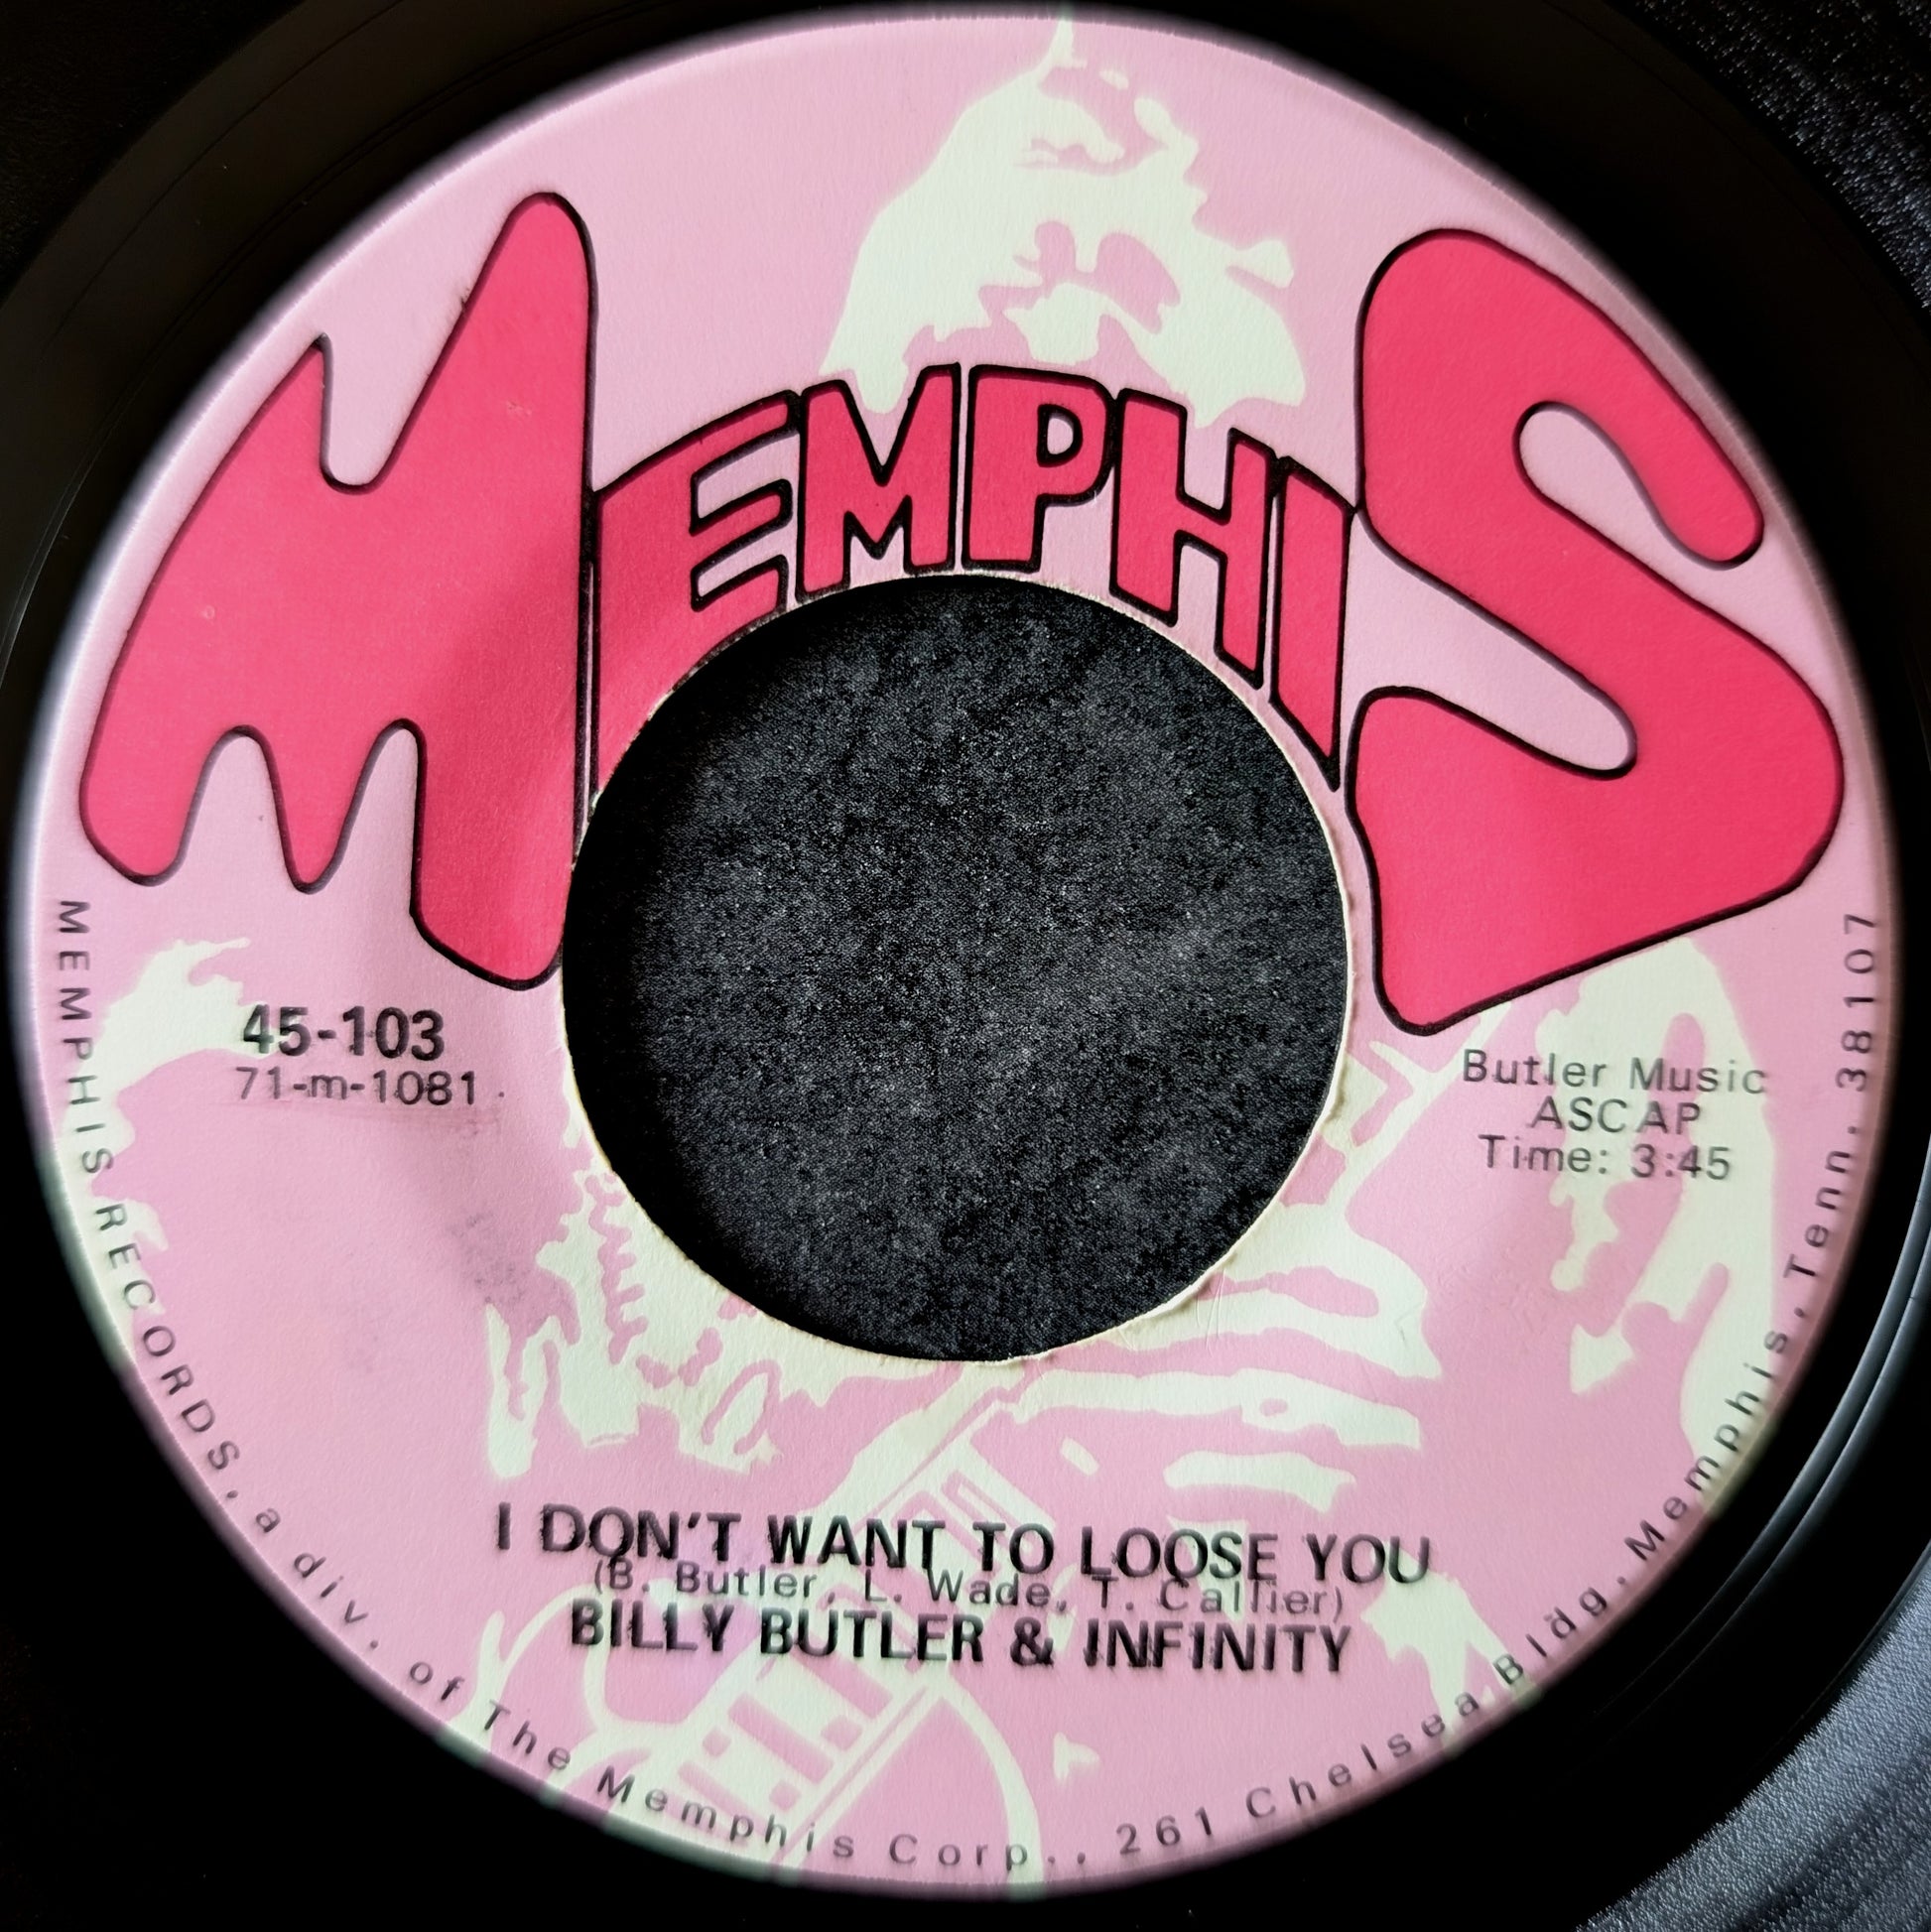 MEMPHIS
45-103
71-m-1081
Butler Music
ASCAP
Time: 3:45
I DON'T WANT TO LOOSE YOU
(B. Butler, L. Wade, T. Callier)
BILLY BUTLER & INFINITY
MEMPHIS RECORDS, a div. of The Memphis Corp., 261 Chelsea Bldg, Memphis, Tenn. 38107